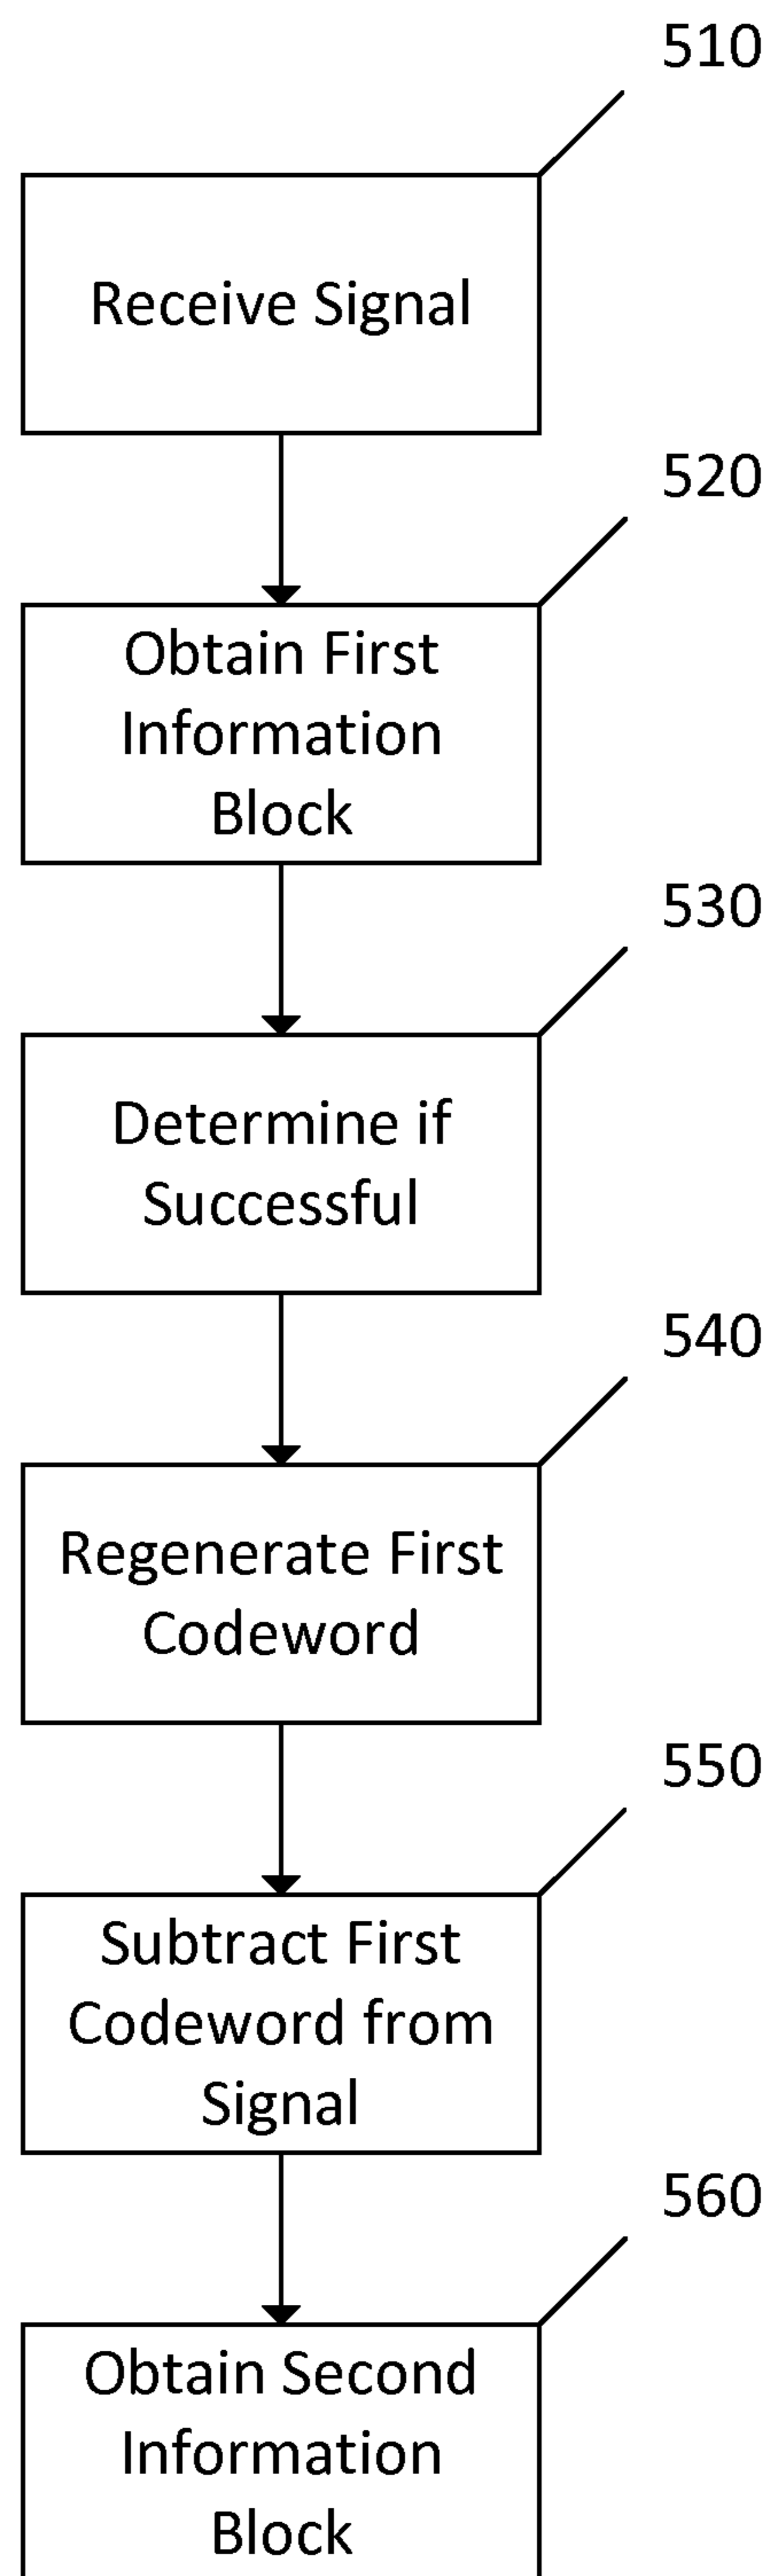 510
Receive Signal
520
Obtain First
Information
Block
530
Determine if
Successful
540
Regenerate First
Codeword
550
Subtract First
Codeword from
Signal
560
Obtain Second
Information
Block